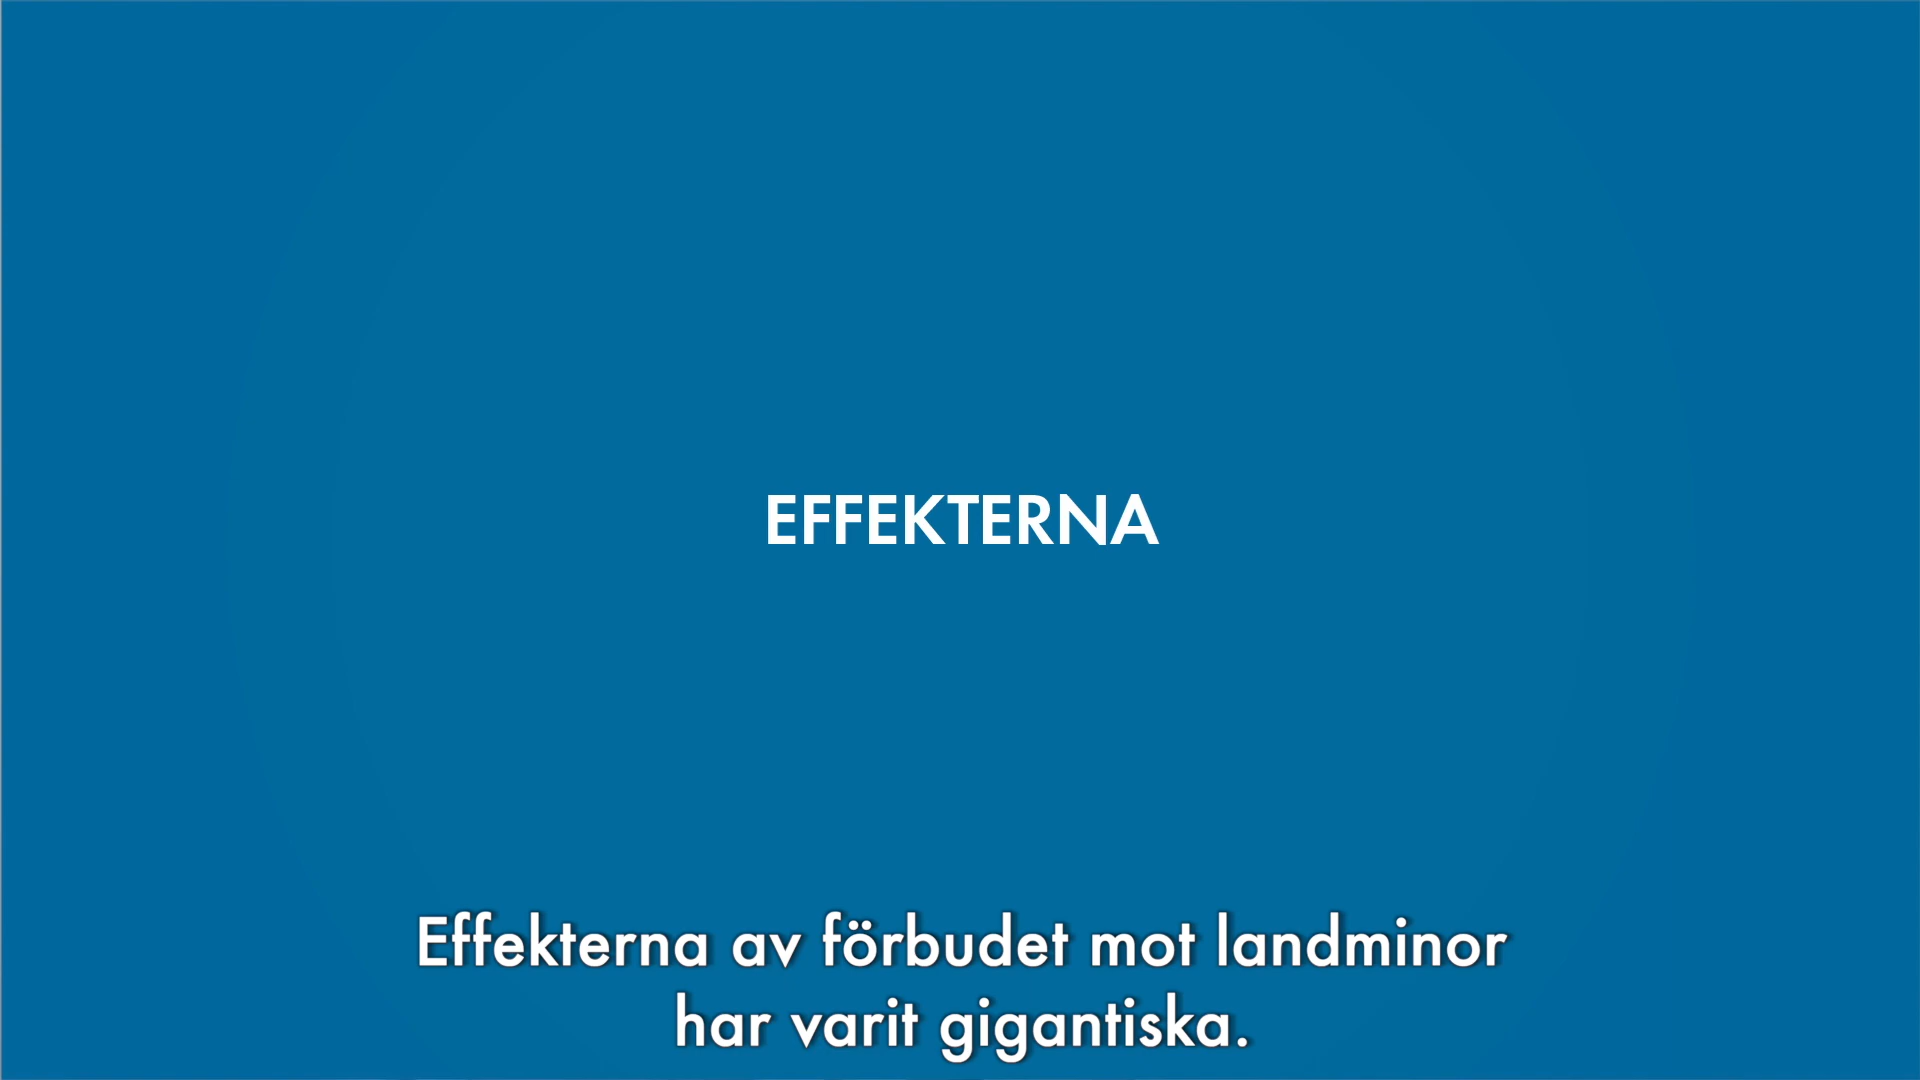 EFFEKTERNA
Effekterna av förbudet mot landminor
har varit gigantiska.